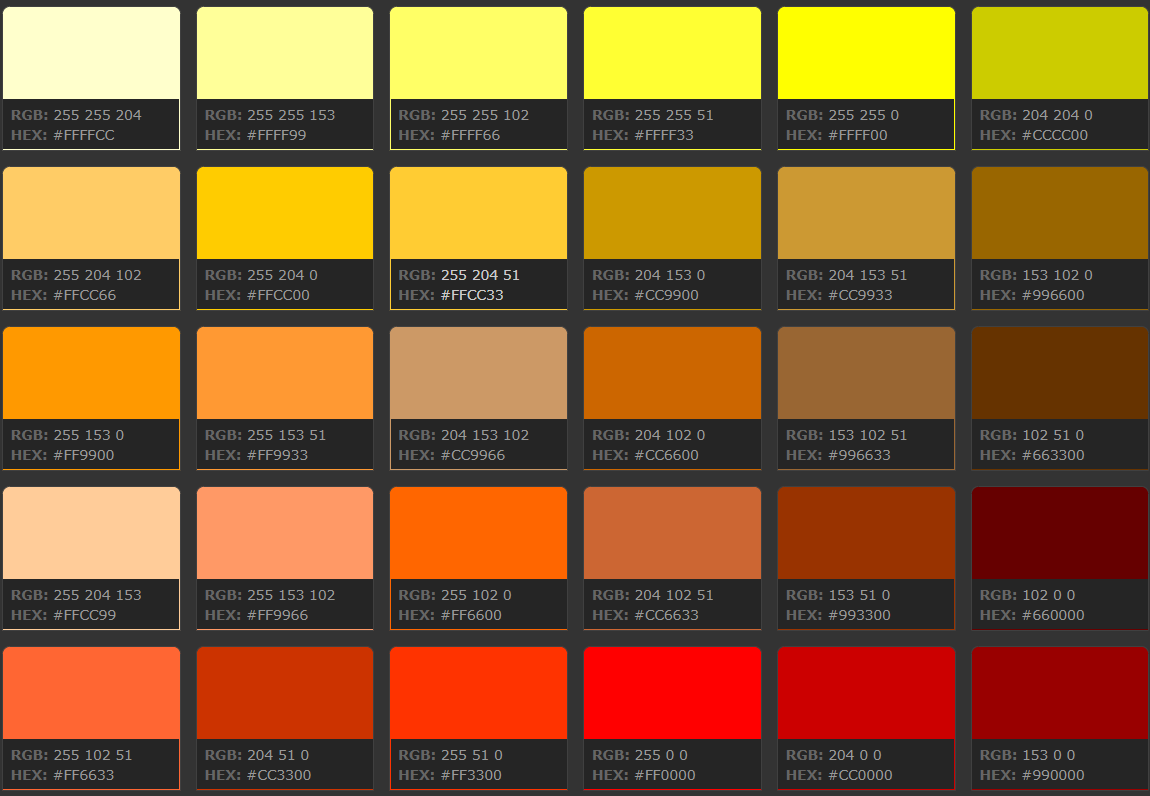 RGB: 255 255 204
HEX: #FFFFCC
RGB: 255 255 153
HEX: #FFFF99
RGB: 255 255 102
HEX: #FFFF66
RGB: 255 255 51
HEX: #FFFF33
RGB: 255 255 0
HEX: #FFFF00
RGB: 204 204 0
HEX: #CCCC00
RGB: 255 204 102
HEX: #FFCC66
RGB: 255 204 0
HEX: #FFCC00
RGB: 255 204 51
HEX: #FFCC33
RGB: 204 153 0
HEX: #CC9900
RGB: 204 153 51
HEX: #CC9933
RGB: 153 102 0
HEX: #996600
RGB: 255 153 0
HEX: #FF9900
RGB: 255 153 51
HEX: #FF9933
RGB: 204 153 102
HEX: #CC9966
RGB: 204 102 0
HEX: #CC6600
RGB: 153 102 51
HEX: #996633
RGB: 102 51 0
HEX: #663300
RGB: 255 204 153
HEX: #FFCC99
RGB: 255 153 102
HEX: #FF9966
RGB: 255 102 0
HEX: #FF6600
RGB: 204 102 51
HEX: #CC6633
RGB: 153 51 0
HEX: #993300
RGB: 102 0 0
HEX: #660000
RGB: 255 102 51
HEX: #FF6633
RGB: 204 51 0
HEX: #CC3300
RGB: 255 51 0
HEX: #FF3300
RGB: 255 0 0
HEX: #FF0000
RGB: 204 0 0
HEX: #CC0000
RGB: 153 0 0
HEX: #990000